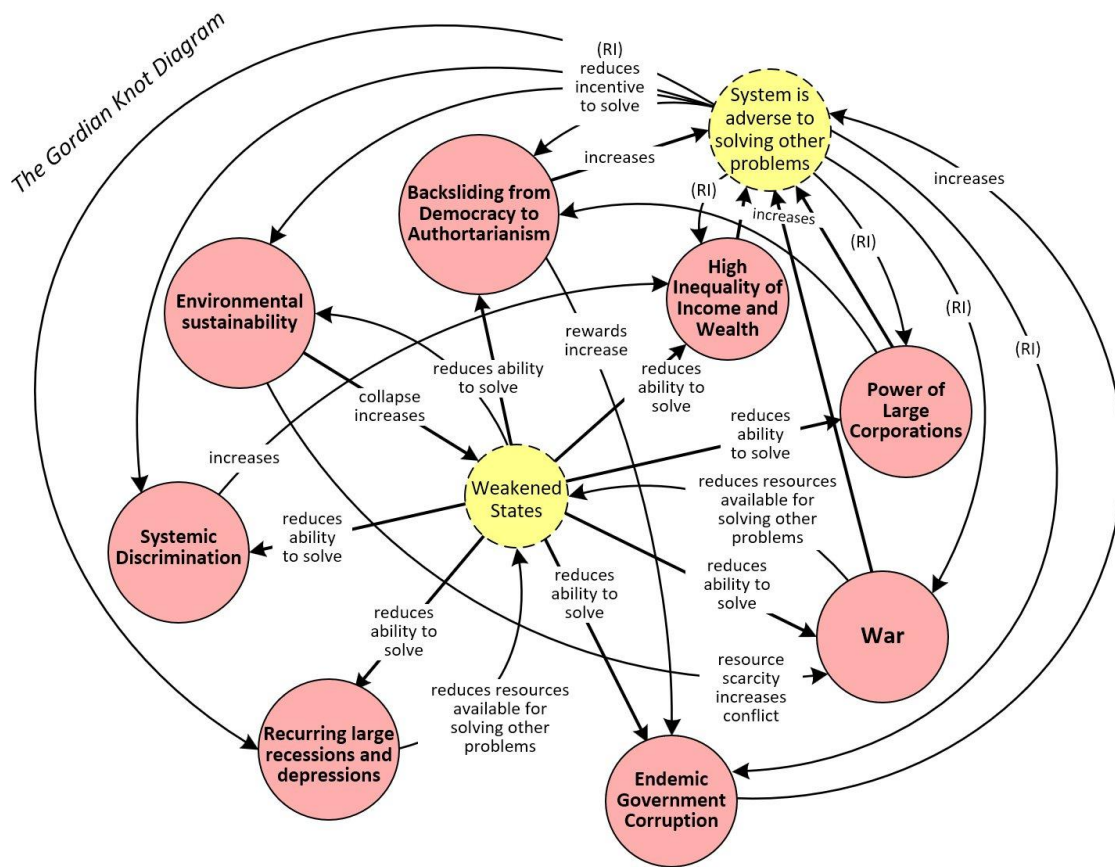 The Gordian Knot Diagram
(RI)
reduces
incentive
to solve
System is
adverse to
solving other
problems
increases
Backsliding from
Democracy to
Authortarianism
(RI)
increases
increases
(RI)
Environmental
sustainability
High
Inequality of
Income and
Wealth
(RI)
(RI)
rewards
increase
reduces ability
to solve
reduces
ability to
solve
collapse
increases
Power of
Large
Corporations
reduces
ability
to solve
increases
Weakened
States
reduces resources
available for
solving other
problems
Systemic
Discrimination
reduces
ability
to solve
reduces
ability to
solve
reduces
ability to
solve
reduces
ability to
solve
War
resource
scarcity
increases
conflict
reduces resources
available for
solving other
problems
Recurring large
recessions and
depressions
Endemic
Government
Corruption